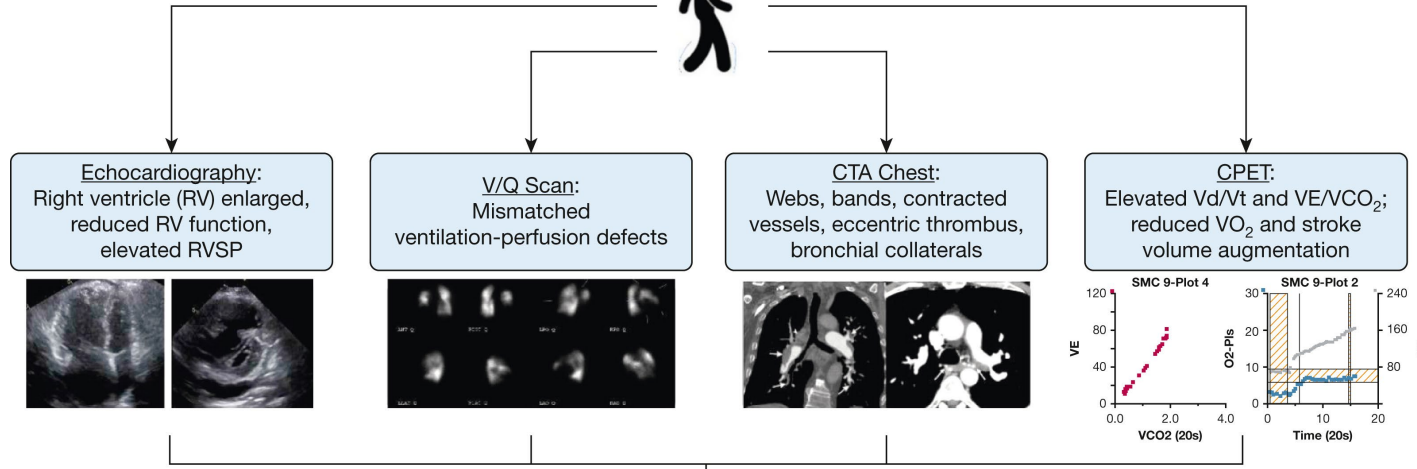 Echocardiography:
Right ventricle (RV) enlarged,
reduced RV function,
elevated RVSP
V/Q Scan:
Mismatched
ventilation-perfusion defects
CTA Chest:
Webs, bands, contracted
vessels, eccentric thrombus,
bronchial collaterals
CPET:
Elevated Vd/Vt and VE/VCO₂;
reduced VO₂ and stroke
volume augmentation
SMC 9-Plot 4
120
80
40
0
VE
0.0 2.0 4.0
VCO2 (20s)
SMC 9-Plot 2
30
20
10
0
O2-Pls
240
160
80
0 10 20
Time (20s)